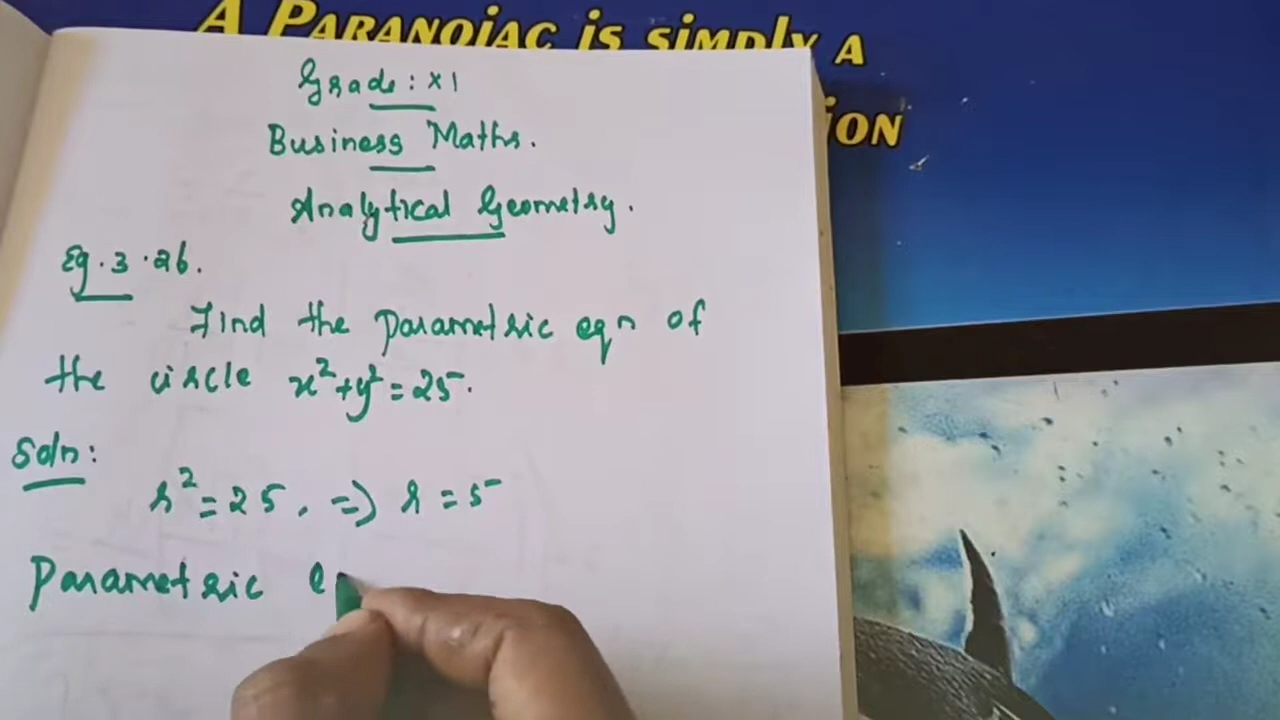 A PARANOiAC iS SiMPLY A
iON
Grade: XI
Business Maths.
Analytical Geometry.
Eg. 3.26.
Find the parametric eqn of
the circle x²+y²=25.
Soln:
r²=25. => r=5
Parametric e